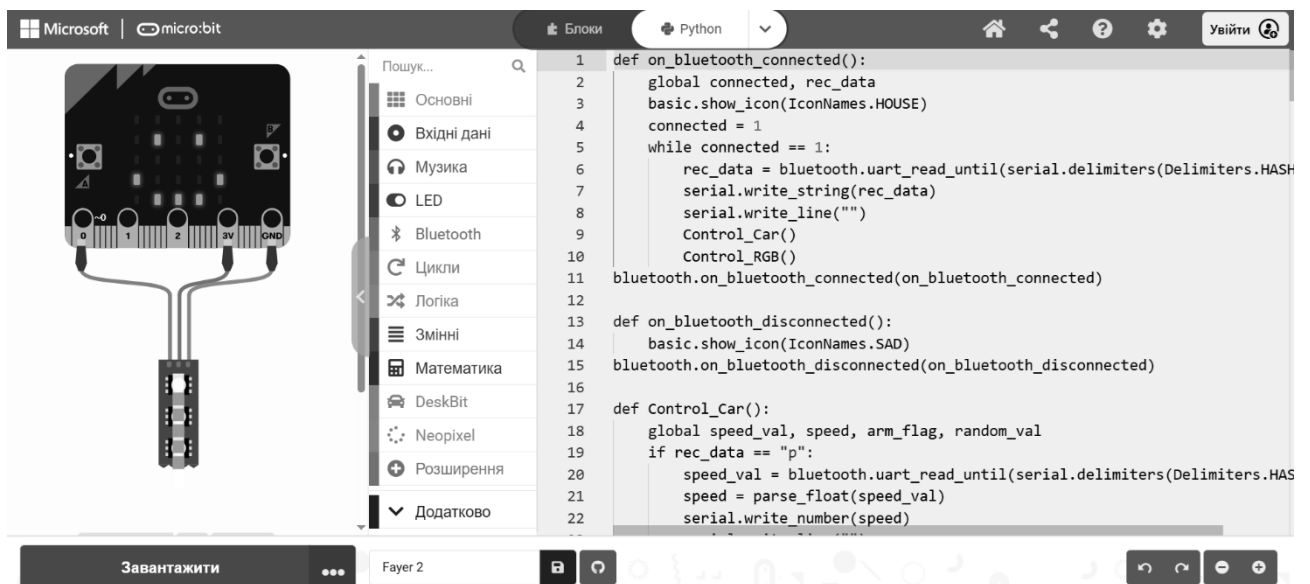 Microsoft micro:bit Блоки Python Увійти
Пошук...
Основні
Вхідні дані
Музика
LED
Bluetooth
Цикли
Логіка
Змінні
Математика
DeskBit
Neopixel
Розширення
Додатково
A
B
~0
0 1 2 3V GND
1 def on_bluetooth_connected():
2     global connected, rec_data
3     basic.show_icon(IconNames.HOUSE)
4     connected = 1
5     while connected == 1:
6         rec_data = bluetooth.uart_read_until(serial.delimiters(Delimiters.HASH
7         serial.write_string(rec_data)
8         serial.write_line("")
9         Control_Car()
10         Control_RGB()
11 bluetooth.on_bluetooth_connected(on_bluetooth_connected)
12
13 def on_bluetooth_disconnected():
14     basic.show_icon(IconNames.SAD)
15 bluetooth.on_bluetooth_disconnected(on_bluetooth_disconnected)
16
17 def Control_Car():
18     global speed_val, speed, arm_flag, random_val
19     if rec_data == "p":
20         speed_val = bluetooth.uart_read_until(serial.delimiters(Delimiters.HAS
21         speed = parse_float(speed_val)
22         serial.write_number(speed)
Завантажити ••• Fayer 2